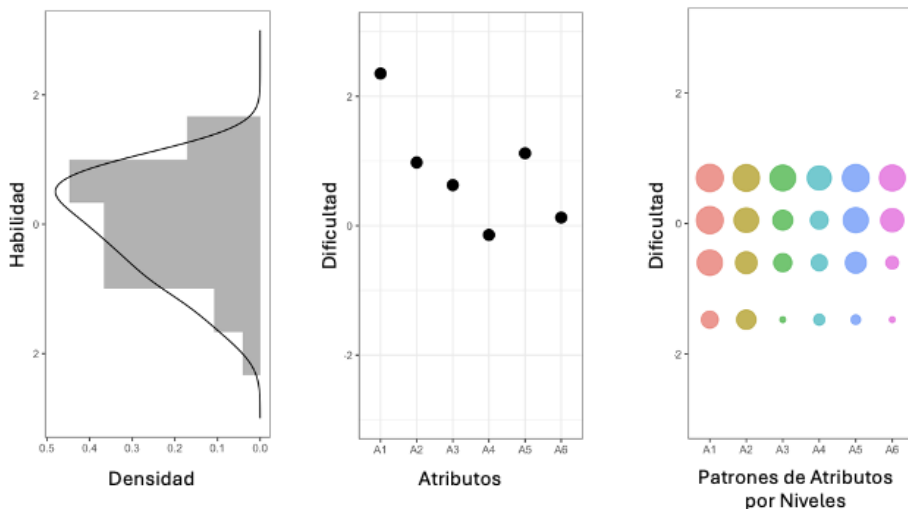 Habilidad
2
0
2
0.5 0.4 0.3 0.2 0.1 0.0
Densidad
Dificultad
2
0
-2
A1 A2 A3 A4 A5 A6
Atributos
Dificultad
2
0
-2
A1 A2 A3 A4 A5 A6
Patrones de Atributos
por Niveles